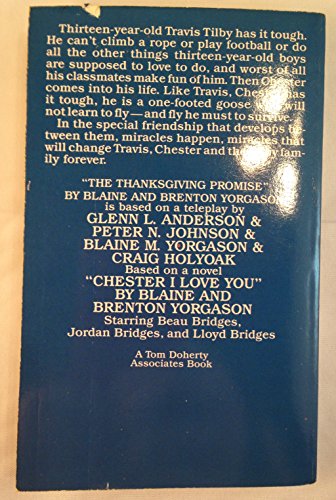 Thirteen-year-old Travis Tilby has it tough.
He can't climb a rope or play football or do
all the other things thirteen-year-old boys
are supposed to love to do, and worst of all
his classmates make fun of him. Then Chester
comes into his life. Like Travis, Chester has
it tough, he is a one-footed goose who will
not learn to fly—and fly he must to survive.
In the special friendship that develops be-
tween them, miracles happen, miracles that
will change Travis, Chester and the fam-
ily forever.
"THE THANKSGIVING PROMISE"
BY BLAINE AND BRENTON YORGASON
is based on a teleplay by
GLENN L. ANDERSON &
PETER N. JOHNSON &
BLAINE M. YORGASON &
CRAIG HOLYOAK
Based on a novel
"CHESTER I LOVE YOU"
BY BLAINE AND
BRENTON YORGASON
Starring Beau Bridges,
Jordan Bridges, and Lloyd Bridges
A Tom Doherty
Associates Book